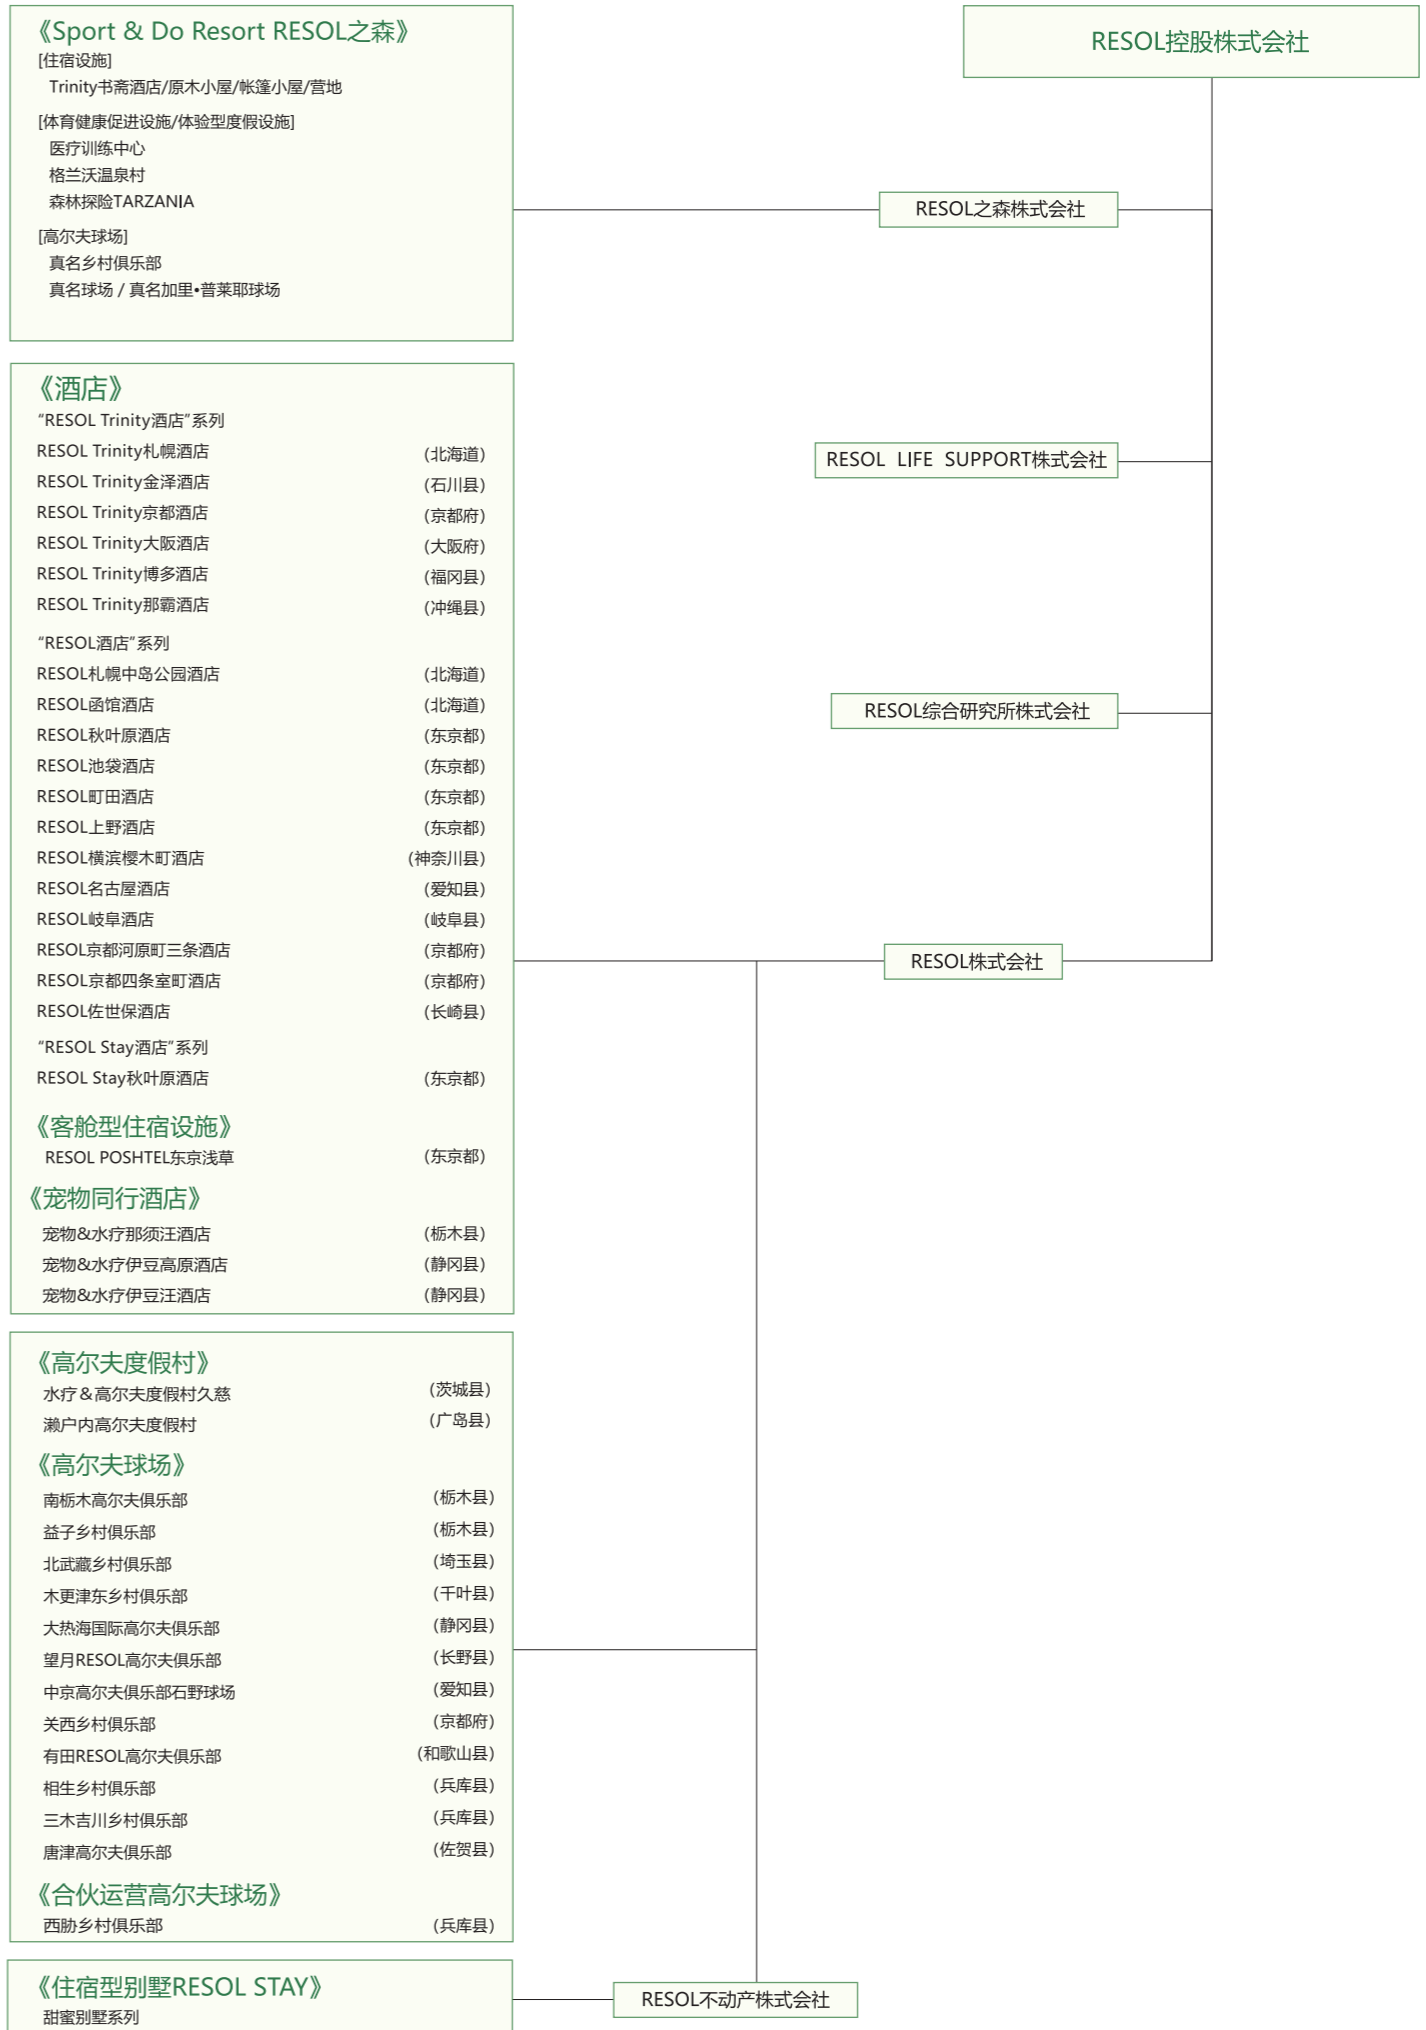 《Sport & Do Resort RESOL之森》
[住宿设施]
Trinity书斋酒店/原木小屋/帐篷小屋/营地
[体育健康促进设施/体验型度假设施]
医疗训练中心
格兰沃温泉村
森林探险TARZANIA
[高尔夫球场]
真名乡村俱乐部
真名球场 / 真名加里•普莱耶球场
RESOL控股株式会社
RESOL之森株式会社
RESOL LIFE SUPPORT株式会社
RESOL综合研究所株式会社
RESOL株式会社
《酒店》
“RESOL Trinity酒店”系列
RESOL Trinity札幌酒店 (北海道)
RESOL Trinity金泽酒店 (石川县)
RESOL Trinity京都酒店 (京都府)
RESOL Trinity大阪酒店 (大阪府)
RESOL Trinity博多酒店 (福冈县)
RESOL Trinity那霸酒店 (冲绳县)
“RESOL酒店”系列
RESOL札幌中岛公园酒店 (北海道)
RESOL函馆酒店 (北海道)
RESOL秋叶原酒店 (东京都)
RESOL池袋酒店 (东京都)
RESOL町田酒店 (东京都)
RESOL上野酒店 (东京都)
RESOL横滨樱木町酒店 (神奈川县)
RESOL名古屋酒店 (爱知县)
RESOL岐阜酒店 (岐阜县)
RESOL京都河原町三条酒店 (京都府)
RESOL京都四条室町酒店 (京都府)
RESOL佐世保酒店 (长崎县)
“RESOL Stay酒店”系列
RESOL Stay秋叶原酒店 (东京都)
《客舱型住宿设施》
RESOL POSHTEL东京浅草 (东京都)
《宠物同行酒店》
宠物&水疗那须汪酒店 (栃木县)
宠物&水疗伊豆高原酒店 (静冈县)
宠物&水疗伊豆汪酒店 (静冈县)
《高尔夫度假村》
水疗＆高尔夫度假村久慈 (茨城县)
濑户内高尔夫度假村 (广岛县)
《高尔夫球场》
南栃木高尔夫俱乐部 (栃木县)
益子乡村俱乐部 (栃木县)
北武藏乡村俱乐部 (埼玉县)
木更津东乡村俱乐部 (千叶县)
大热海国际高尔夫俱乐部 (静冈县)
望月RESOL高尔夫俱乐部 (长野县)
中京高尔夫俱乐部石野球场 (爱知县)
关西乡村俱乐部 (京都府)
有田RESOL高尔夫俱乐部 (和歌山县)
相生乡村俱乐部 (兵库县)
三木吉川乡村俱乐部 (兵库县)
唐津高尔夫俱乐部 (佐贺县)
《合伙运营高尔夫球场》
西胁乡村俱乐部 (兵库县)
《住宿型别墅RESOL STAY》
甜蜜别墅系列
RESOL不动产株式会社